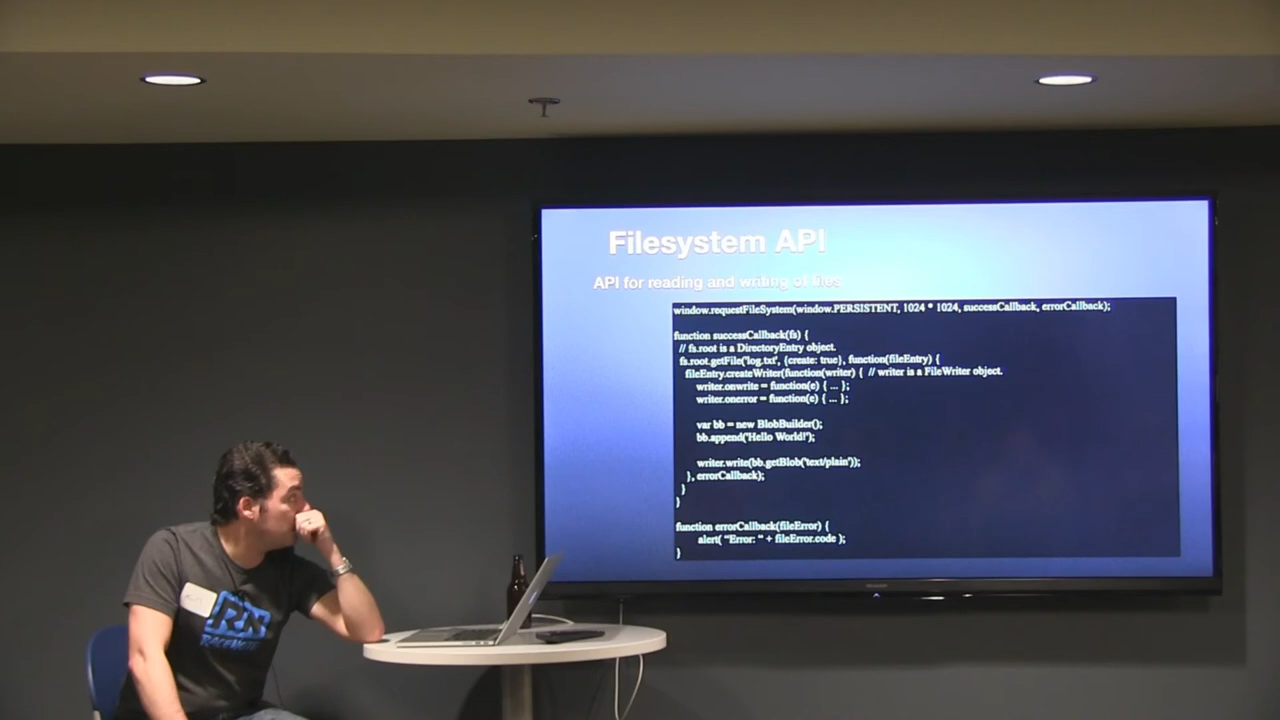 Filesystem API
API for reading and writing of files
window.requestFileSystem(window.PERSISTENT, 1024 * 1024, successCallback, errorCallback);
function successCallback(fs) {
// fs.root is a DirectoryEntry object.
fs.root.getFile('log.txt', {create: true}, function(fileEntry) {
fileEntry.createWriter(function(writer) { // writer is a FileWriter object.
writer.onwrite = function(e) { ... };
writer.onerror = function(e) { ... };
var bb = new BlobBuilder();
bb.append('Hello World!');
writer.write(bb.getBlob('text/plain'));
}, errorCallback);
}
}
function errorCallback(fileError) {
alert( "Error: " + fileError.code );
}
RN